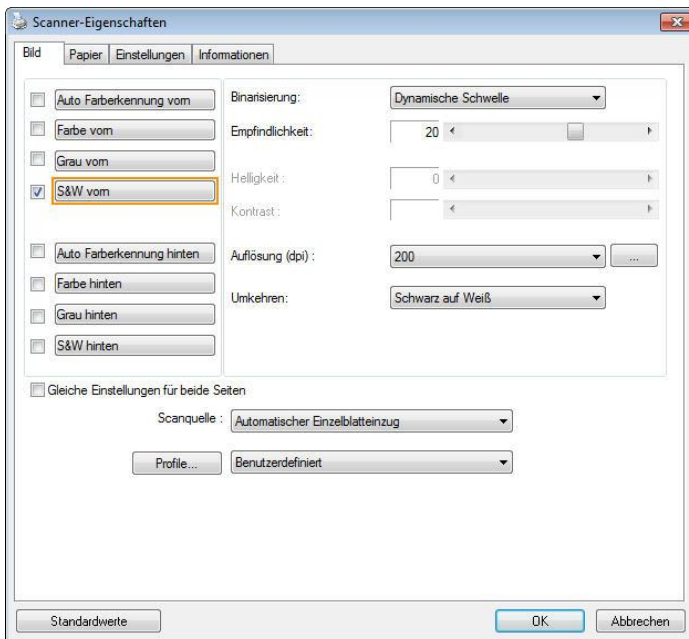 Scanner-Eigenschaften
Bild Papier Einstellungen Informationen
Auto Farberkennung vorn
Farbe vorn
Grau vorn
S&W vorn
Auto Farberkennung hinten
Farbe hinten
Grau hinten
S&W hinten
Binarisierung: Dynamische Schwelle
Empfindlichkeit: 20
Helligkeit : 0
Kontrast :
Auflösung (dpi) : 200 ...
Umkehren: Schwarz auf Weiß
Gleiche Einstellungen für beide Seiten
Scanquelle : Automatischer Einzelblatteinzug
Profile... Benutzerdefiniert
Standardwerte OK Abbrechen